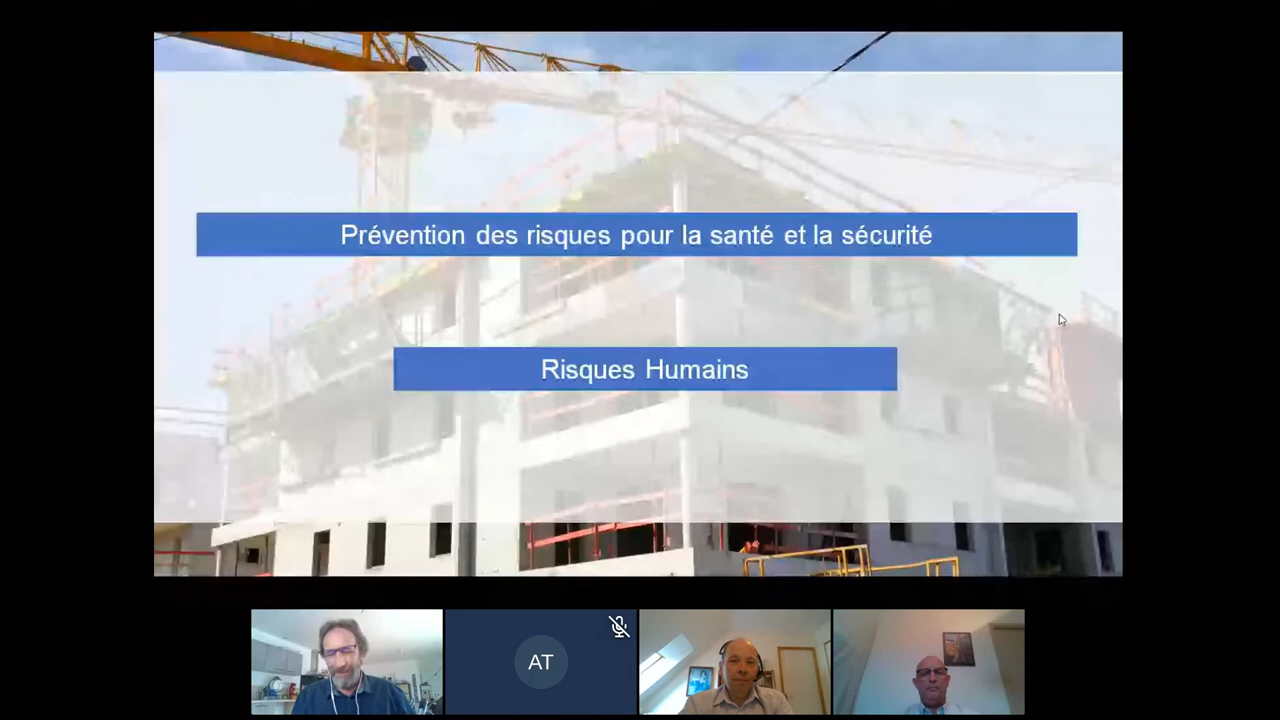 Prévention des risques pour la santé et la sécurité
Risques Humains
AT